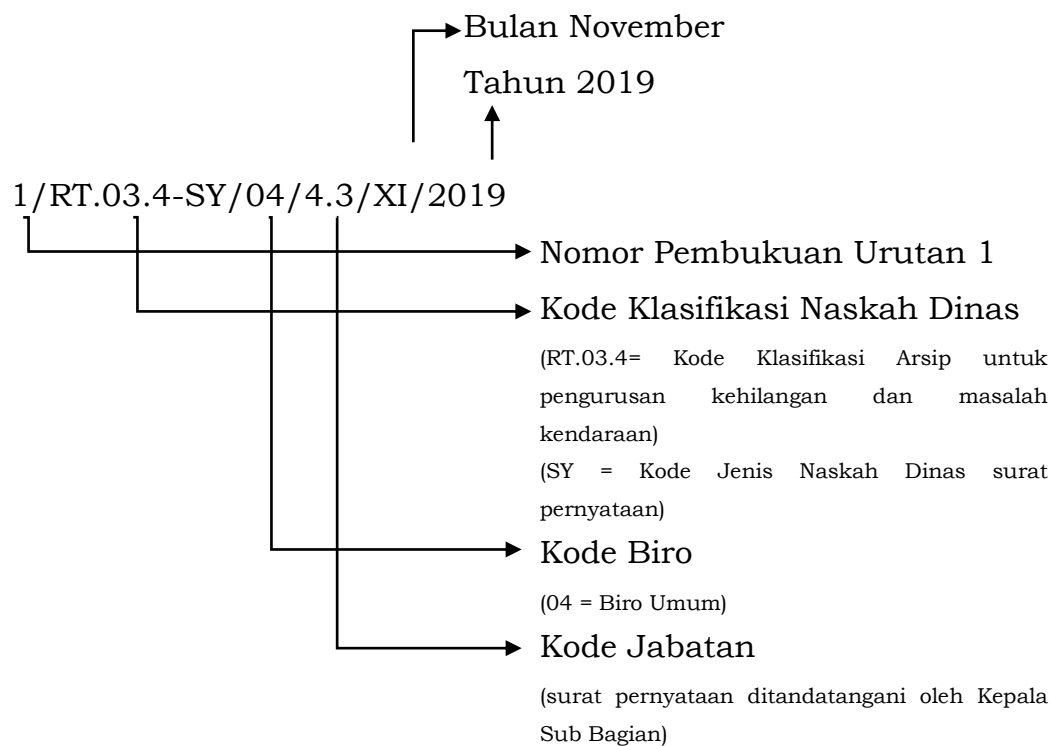 Bulan November
Tahun 2019
1/RT.03.4-SY/04/4.3/XI/2019
Nomor Pembukuan Urutan 1
Kode Klasifikasi Naskah Dinas
(RT.03.4= Kode Klasifikasi Arsip untuk
pengurusan kehilangan dan masalah
kendaraan)
(SY = Kode Jenis Naskah Dinas surat
pernyataan)
Kode Biro
(04 = Biro Umum)
Kode Jabatan
(surat pernyataan ditandatangani oleh Kepala
Sub Bagian)